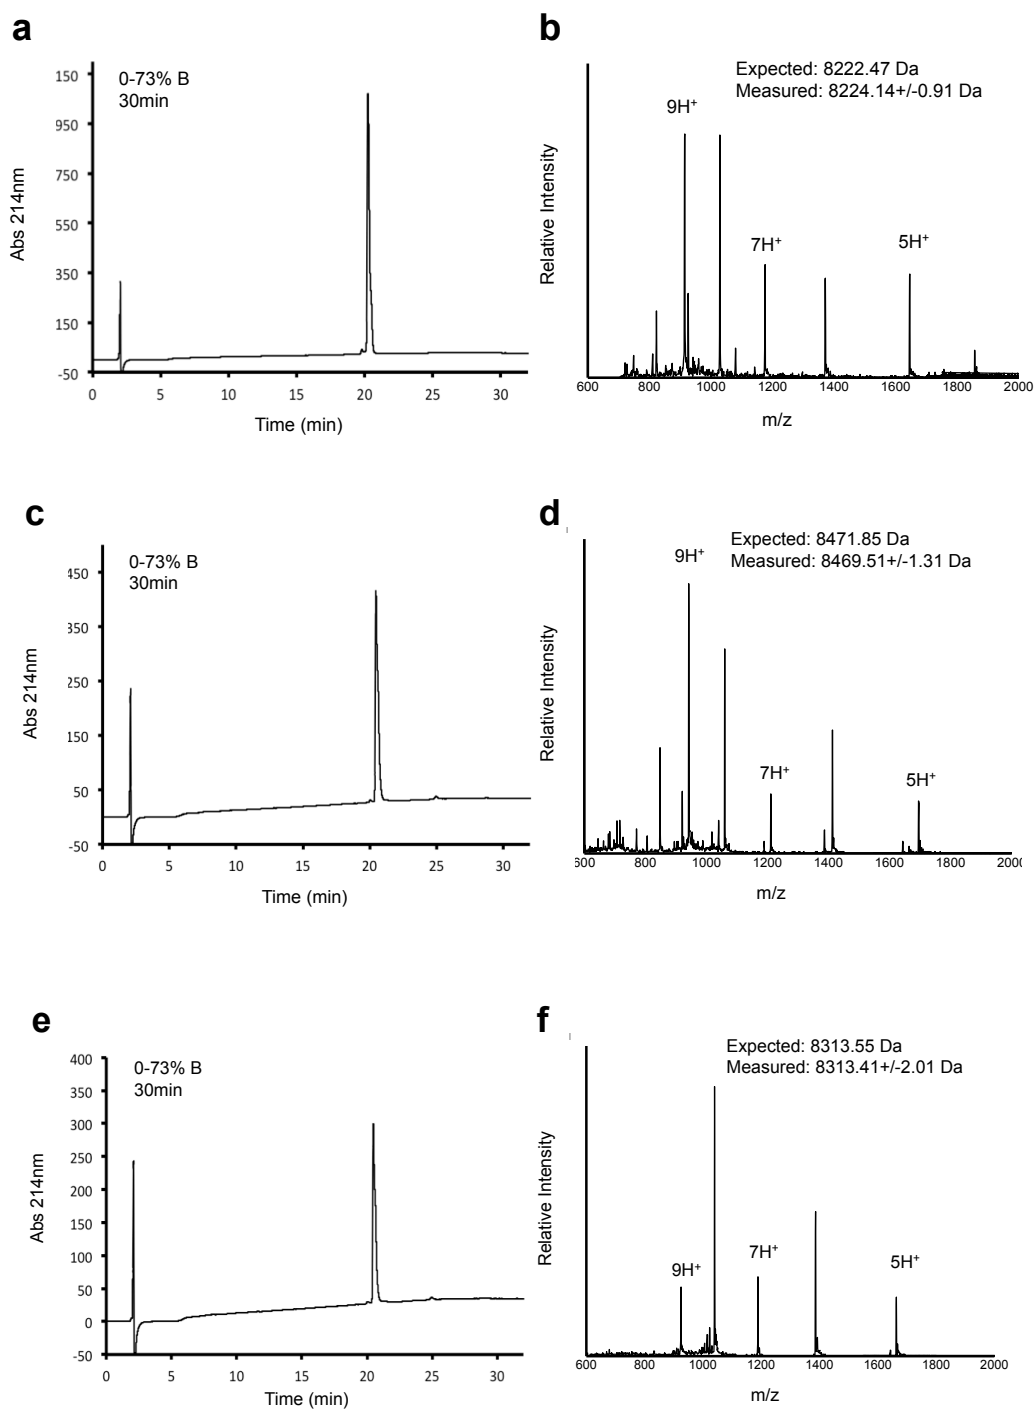 a
0-73% B
30min
150
950
750
550
350
150
-50
0 5 10 15 20 25 30
Abs 214nm
Time (min)
b
Expected: 8222.47 Da
Measured: 8224.14+/-0.91 Da
9H+
7H+
5H+
Relative Intensity
600 800 1000 1200 1400 1600 1800 2000
m/z
c
0-73% B
30min
450
350
250
150
50
-50
0 5 10 15 20 25 30
Abs 214nm
Time (min)
d
Expected: 8471.85 Da
Measured: 8469.51+/-1.31 Da
9H+
7H+
5H+
Relative Intensity
600 800 1000 1200 1400 1600 1800 200
m/z
e
0-73% B
30min
400
350
300
250
200
150
100
50
0
-50
0 5 10 15 20 25 30
Abs 214nm
Time (min)
f
Expected: 8313.55 Da
Measured: 8313.41+/-2.01 Da
9H+
7H+
5H+
Relative Intensity
600 800 1000 1200 1400 1600 1800 2000
m/z